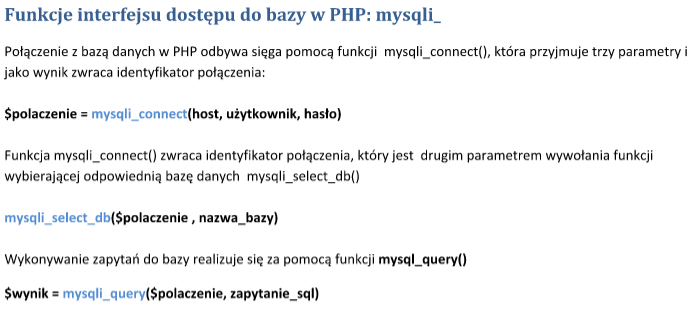 Funkcje interfejsu dostępu do bazy w PHP: mysqli_
Połączenie z bazą danych w PHP odbywa sięga pomocą funkcji mysqli_connect(), która przyjmuje trzy parametry i
jako wynik zwraca identyfikator połączenia:
$polaczenie = mysqli_connect(host, użytkownik, hasło)
Funkcja mysqli_connect() zwraca identyfikator połączenia, który jest drugim parametrem wywołania funkcji
wybierającej odpowiednią bazę danych mysqli_select_db()
mysqli_select_db($polaczenie , nazwa_bazy)
Wykonywanie zapytań do bazy realizuje się za pomocą funkcji mysql_query()
$wynik = mysqli_query($polaczenie, zapytanie_sql)